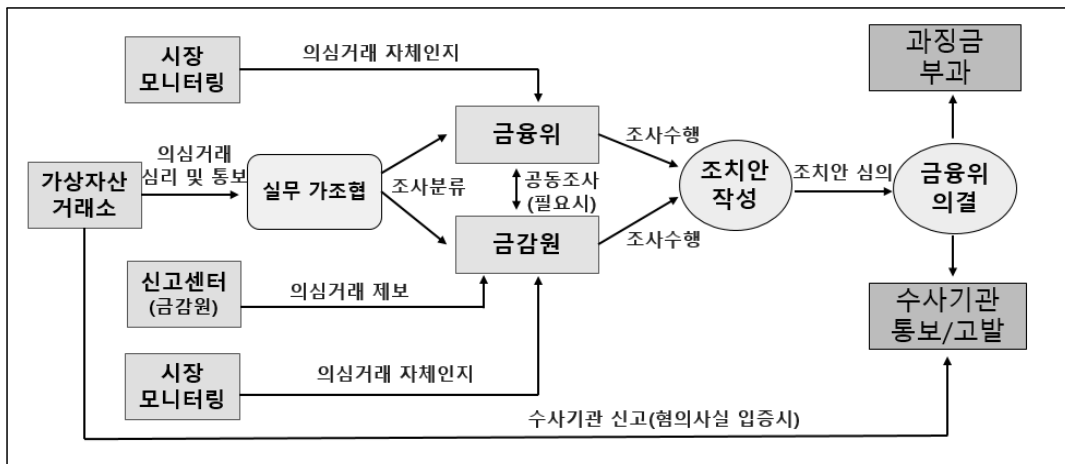 시장
모니터링
의심거래 자체인지
과징금
부과
금융위
조사수행
의심거래
심리 및 통보
가상자산
거래소
실무 가조협
조사분류
공동조사
(필요시)
조치안
작성
조치안 심의
금융위
의결
금감원
조사수행
신고센터
(금감원)
의심거래 제보
수사기관
통보/고발
시장
모니터링
의심거래 자체인지
수사기관 신고(혐의사실 입증시)